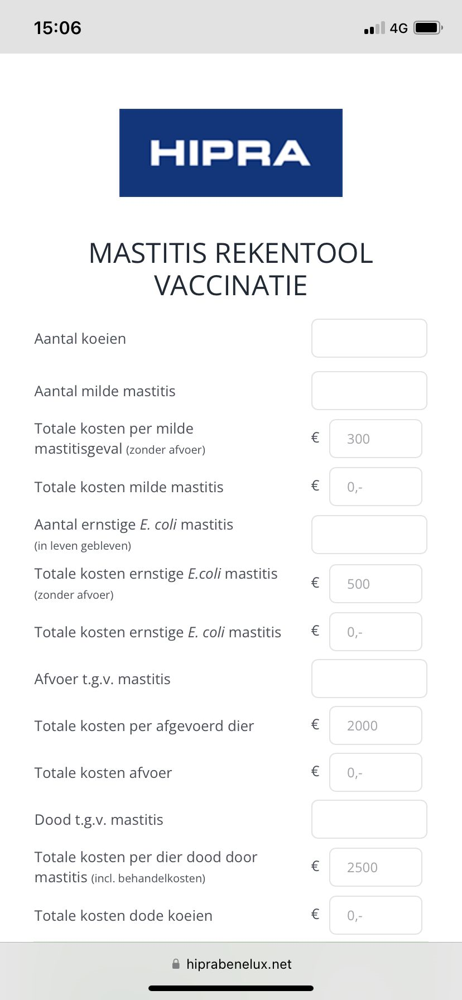 15:06
4G
HIPRA
MASTITIS REKENTOOL
VACCINATIE
Aantal koeien
Aantal milde mastitis
Totale kosten per milde
mastitisgeval (zonder afvoer)
€ 300
Totale kosten milde mastitis
€ 0,-
Aantal ernstige E. coli mastitis
(in leven gebleven)
Totale kosten ernstige E.coli mastitis
(zonder afvoer)
€ 500
Totale kosten ernstige E. coli mastitis
€ 0,-
Afvoer t.g.v. mastitis
Totale kosten per afgevoerd dier
€ 2000
Totale kosten afvoer
€ 0,-
Dood t.g.v. mastitis
Totale kosten per dier dood door
mastitis (incl. behandelkosten)
€ 2500
Totale kosten dode koeien
€ 0,-
hiprabenelux.net